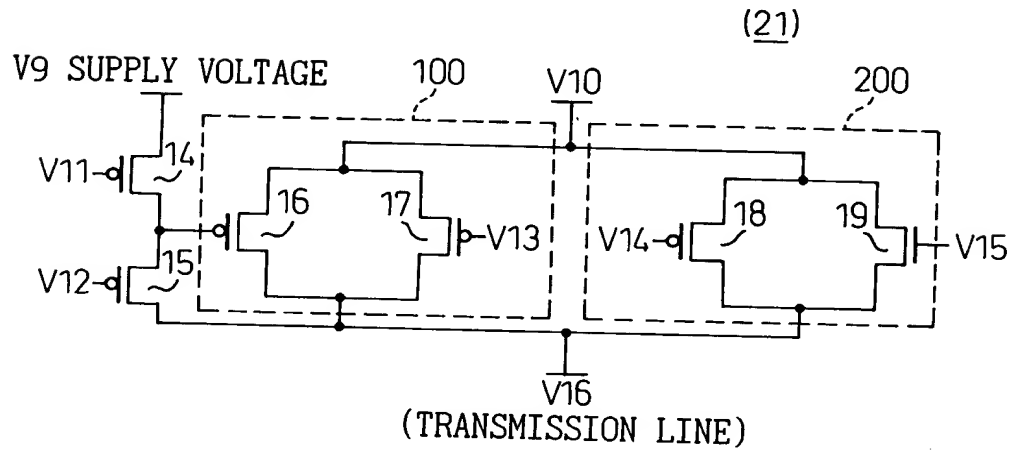 (21)
V9 SUPPLY VOLTAGE
100
V10
200
V11
14
16
17
V13
V14
18
19
V15
V12
15
V16
(TRANSMISSION LINE)